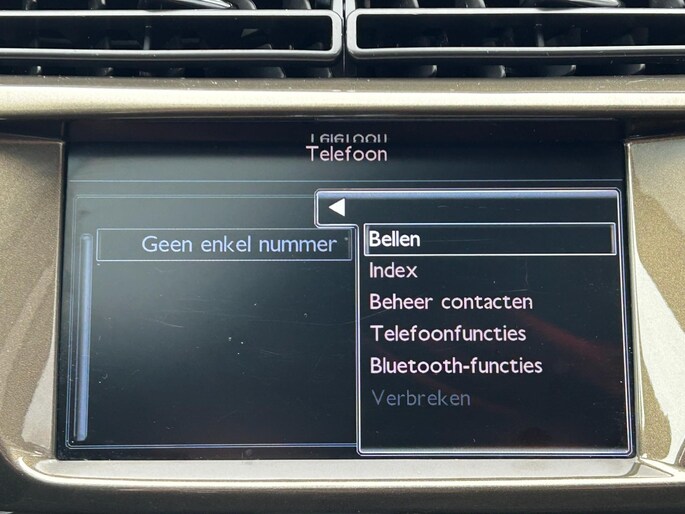 Telefoon
Geen enkel nummer
Bellen
Index
Beheer contacten
Telefoonfuncties
Bluetooth-functies
Verbreken